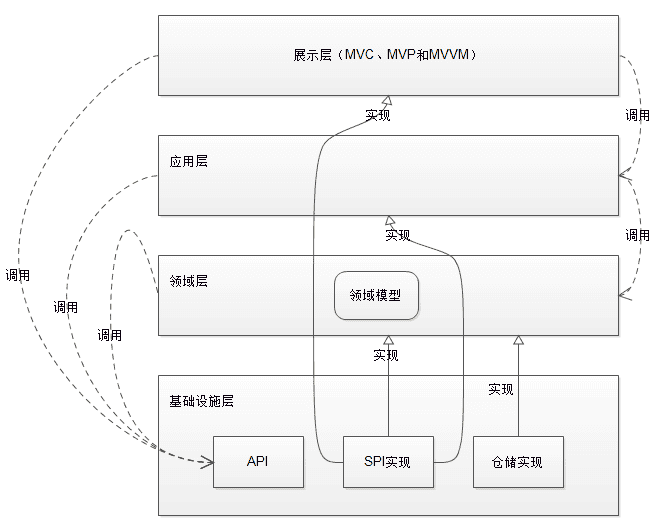 展示层（MVC、MVP和MVVM）
实现
调用
应用层
实现
调用
调用
领域层
领域模型
调用
调用
实现
实现
基础设施层
API
SPI实现
仓储实现